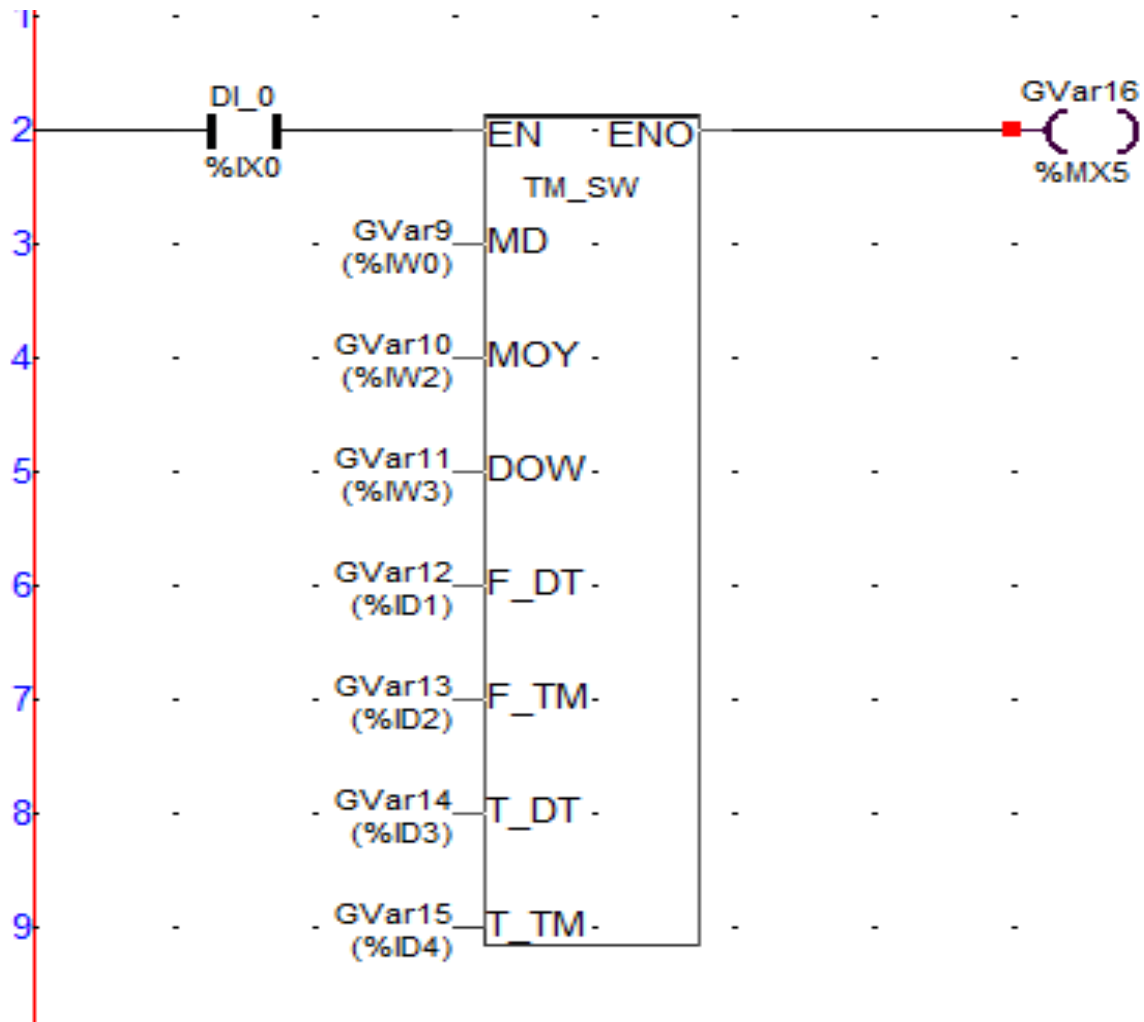 1
DI_0
GVar16
2
EN
ENO
%IX0
%MX5
TM_SW
GVar9
3
MD
(%IW0)
GVar10
4
MOY
(%IW2)
GVar11
5
DOW
(%IW3)
GVar12
6
F_DT
(%ID1)
GVar13
7
F_TM
(%ID2)
GVar14
8
T_DT
(%ID3)
GVar15
9
T_TM
(%ID4)